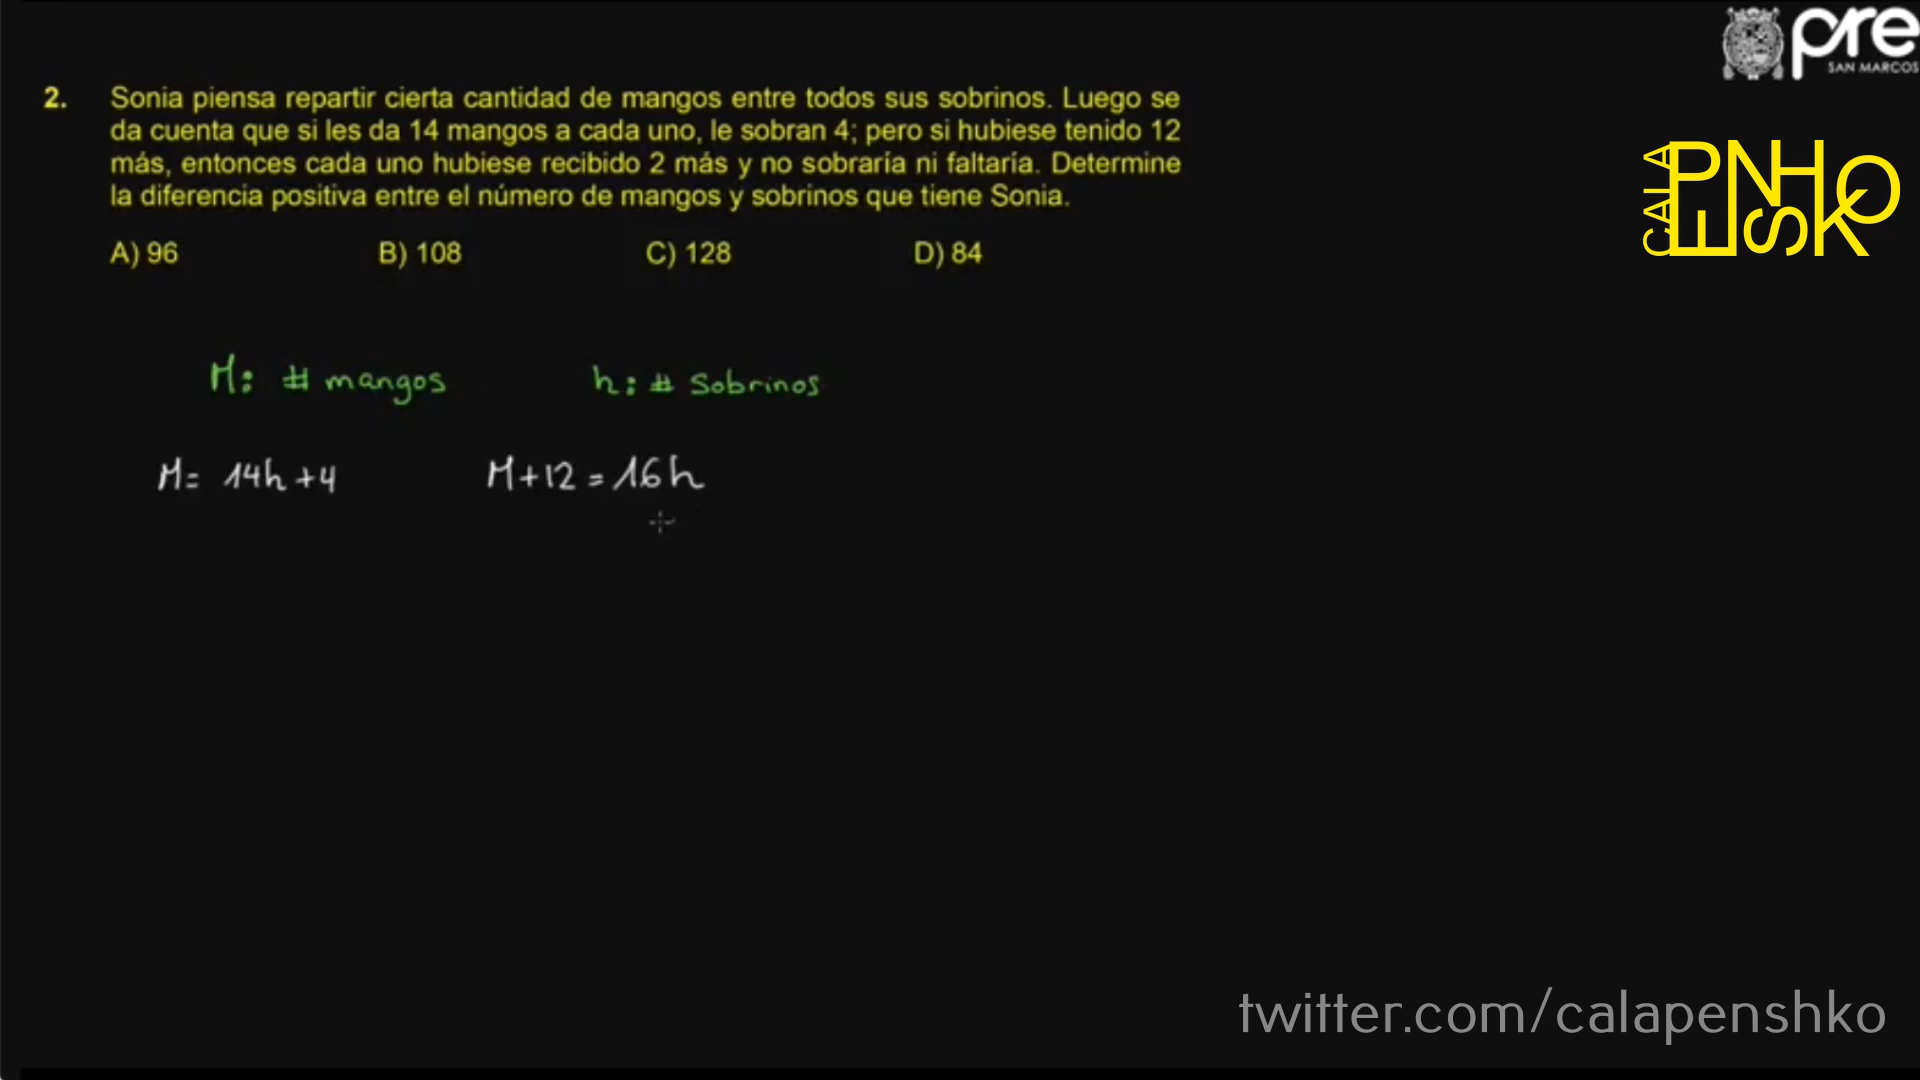 pre
SAN MARCOS
2. Sonia piensa repartir cierta cantidad de mangos entre todos sus sobrinos. Luego se
da cuenta que si les da 14 mangos a cada uno, le sobran 4; pero si hubiese tenido 12
más, entonces cada uno hubiese recibido 2 más y no sobraría ni faltaría. Determine
la diferencia positiva entre el número de mangos y sobrinos que tiene Sonia.
CALA PENSHKO
A) 96 B) 108 C) 128 D) 84
M: # mangos h: # sobrinos
M= 14h+4 M+12 = 16h
twitter.com/calapenshko